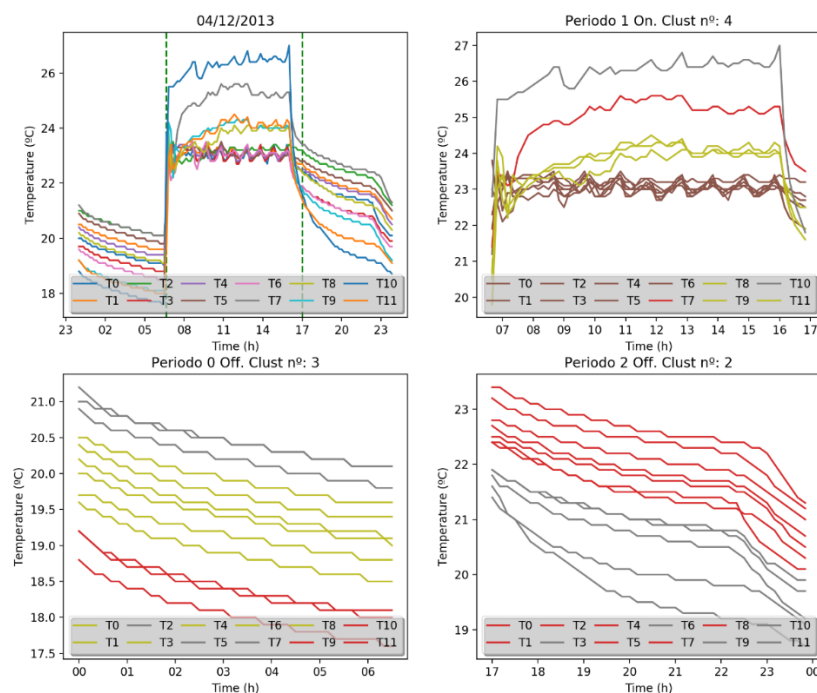 04/12/2013
Temperature (ºC)
26
24
22
20
18
T0 T2 T4 T6 T8 T10
T1 T3 T5 T7 T9 T11
23 02 05 08 11 14 17 20 23
Time (h)
Periodo 1 On. Clust nº: 4
Temperature (ºC)
27
26
25
24
23
22
21
20
T0 T2 T4 T6 T8 T10
T1 T3 T5 T7 T9 T11
07 08 09 10 11 12 13 14 15 16 17
Time (h)
Periodo 0 Off. Clust nº: 3
Temperature (ºC)
21.0
20.5
20.0
19.5
19.0
18.5
18.0
17.5
T0 T2 T4 T6 T8 T10
T1 T3 T5 T7 T9 T11
00 01 02 03 04 05 06
Time (h)
Periodo 2 Off. Clust nº: 2
Temperature (ºC)
23
22
21
20
19
T0 T2 T4 T6 T8 T10
T1 T3 T5 T7 T9 T11
17 18 19 20 21 22 23 00
Time (h)